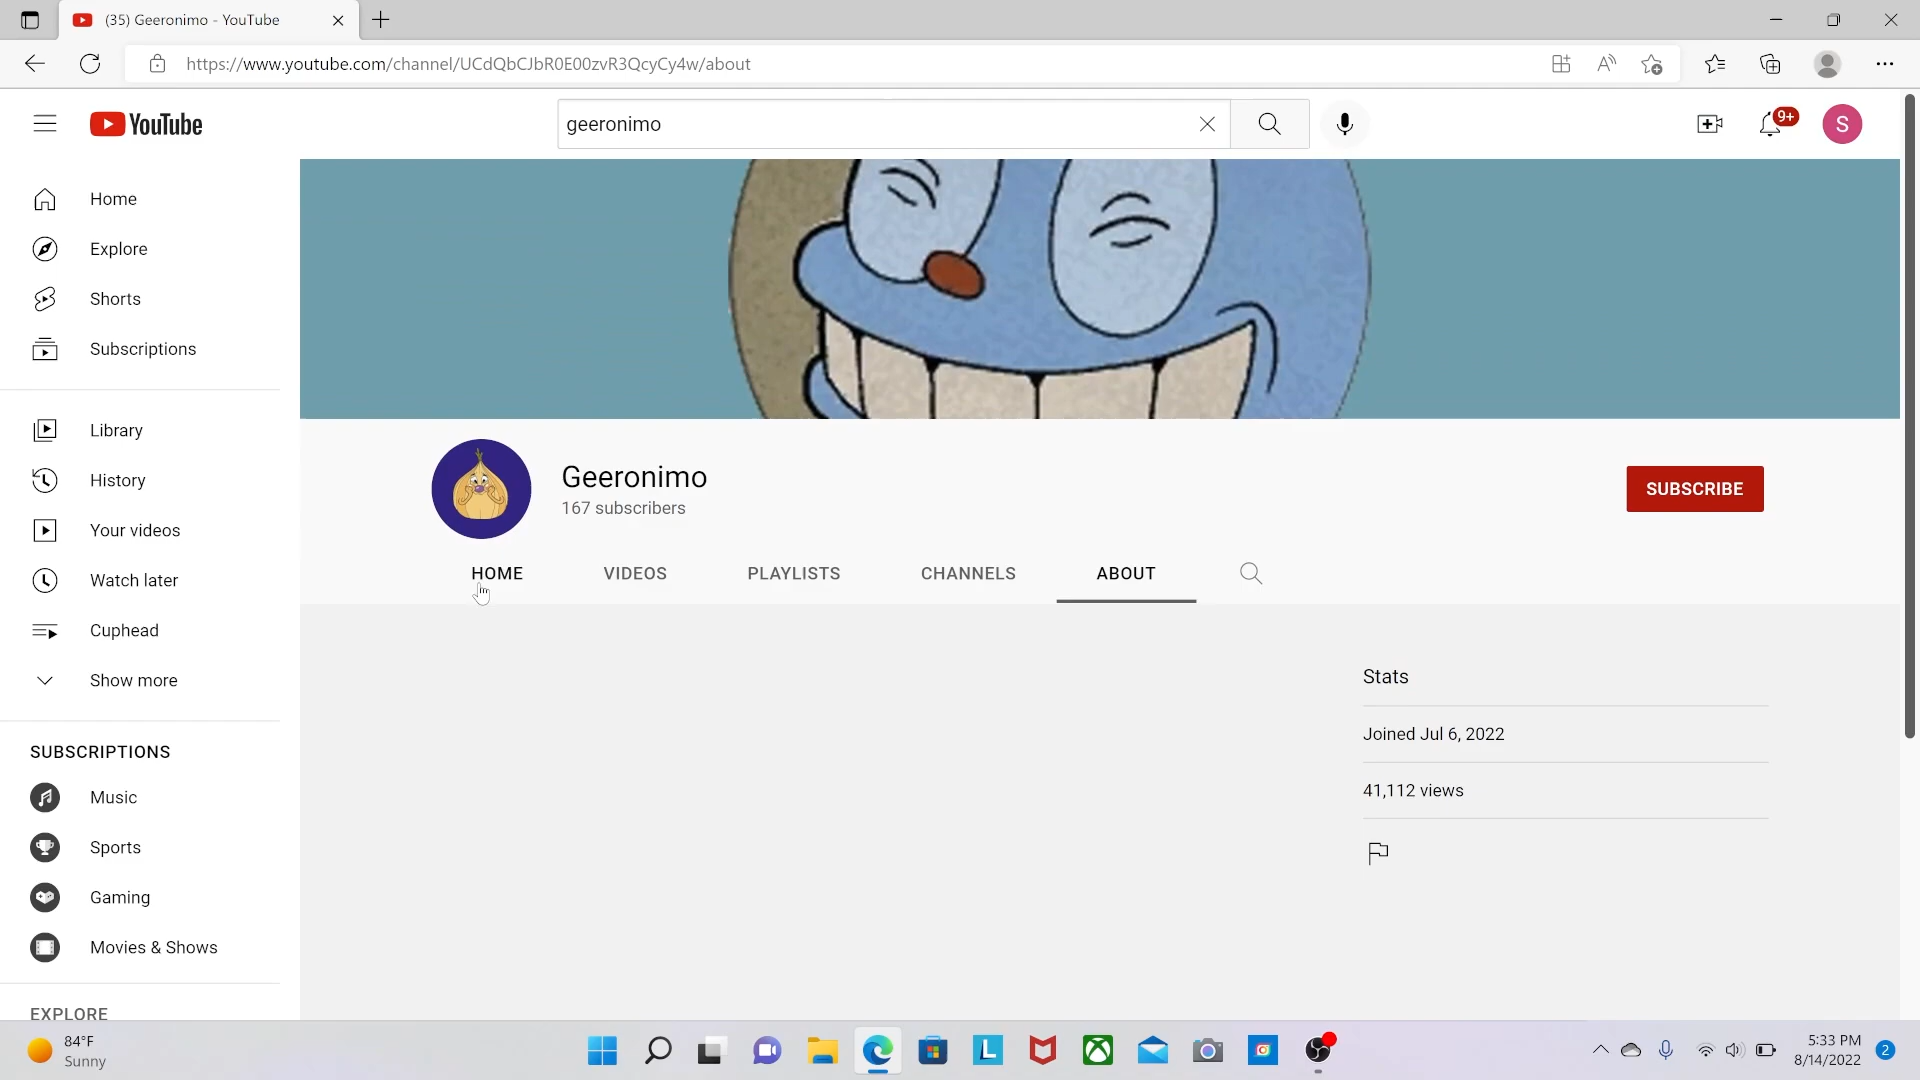 (35) Geeronimo - YouTube
https://www.youtube.com/channel/UCdQbCJbR0E00zvR3QcyCy4w/about
YouTube
geeronimo
9+
S
Home
Explore
Shorts
Subscriptions
Library
History
Your videos
Watch later
Cuphead
Show more
SUBSCRIPTIONS
Music
Sports
Gaming
Movies & Shows
EXPLORE
Geeronimo
167 subscribers
SUBSCRIBE
HOME
VIDEOS
PLAYLISTS
CHANNELS
ABOUT
Stats
Joined Jul 6, 2022
41,112 views
84°F
Sunny
L
5:33 PM
8/14/2022
2